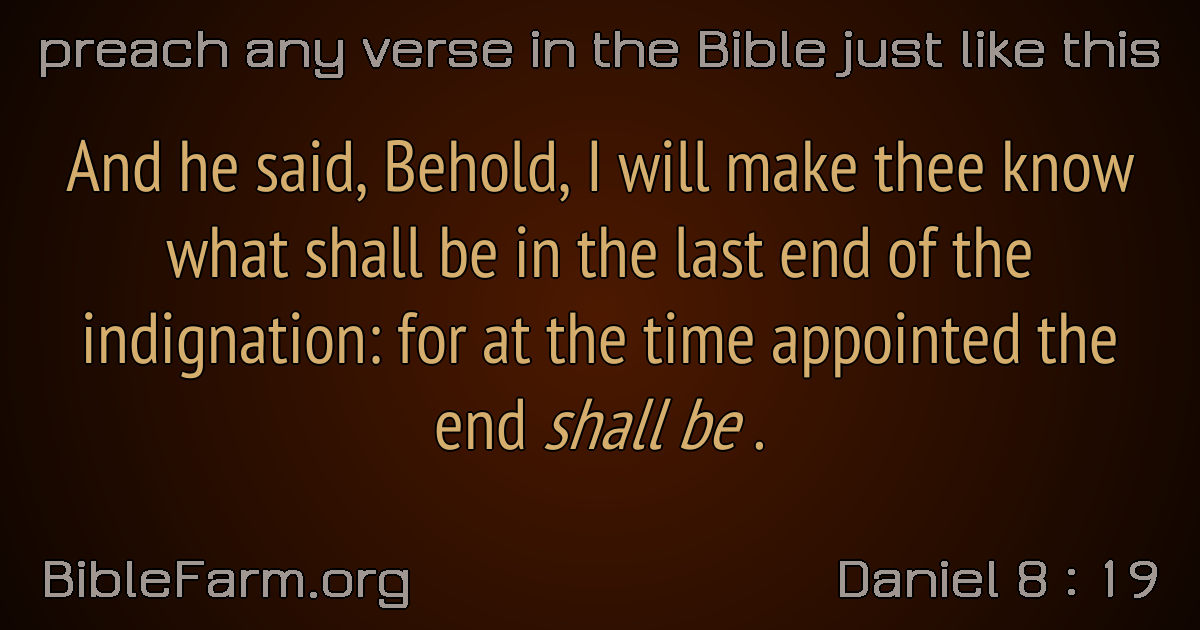 preach any verse in the Bible just like this
And he said, Behold, I will make thee know
what shall be in the last end of the
indignation: for at the time appointed the
end shall be .
BibleFarm.org
Daniel 8 : 19